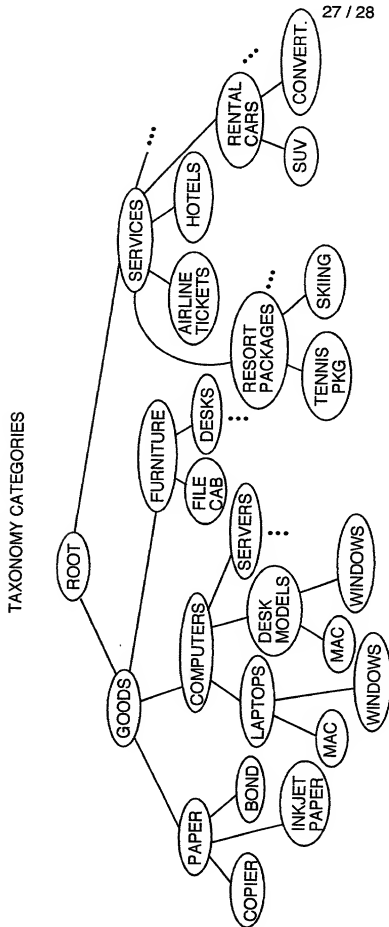 27 / 28
TAXONOMY CATEGORIES
ROOT
GOODS
SERVICES
...
PAPER
COMPUTERS
FURNITURE
AIRLINE
TICKETS
HOTELS
RENTAL
CARS
...
COPIER
INKJET
PAPER
BOND
LAPTOPS
DESK
MODELS
SERVERS
...
FILE
CAB
DESKS
...
RESORT
PACKAGES
...
SUV
CONVERT.
MAC
WINDOWS
MAC
WINDOWS
TENNIS
PKG
SKIING